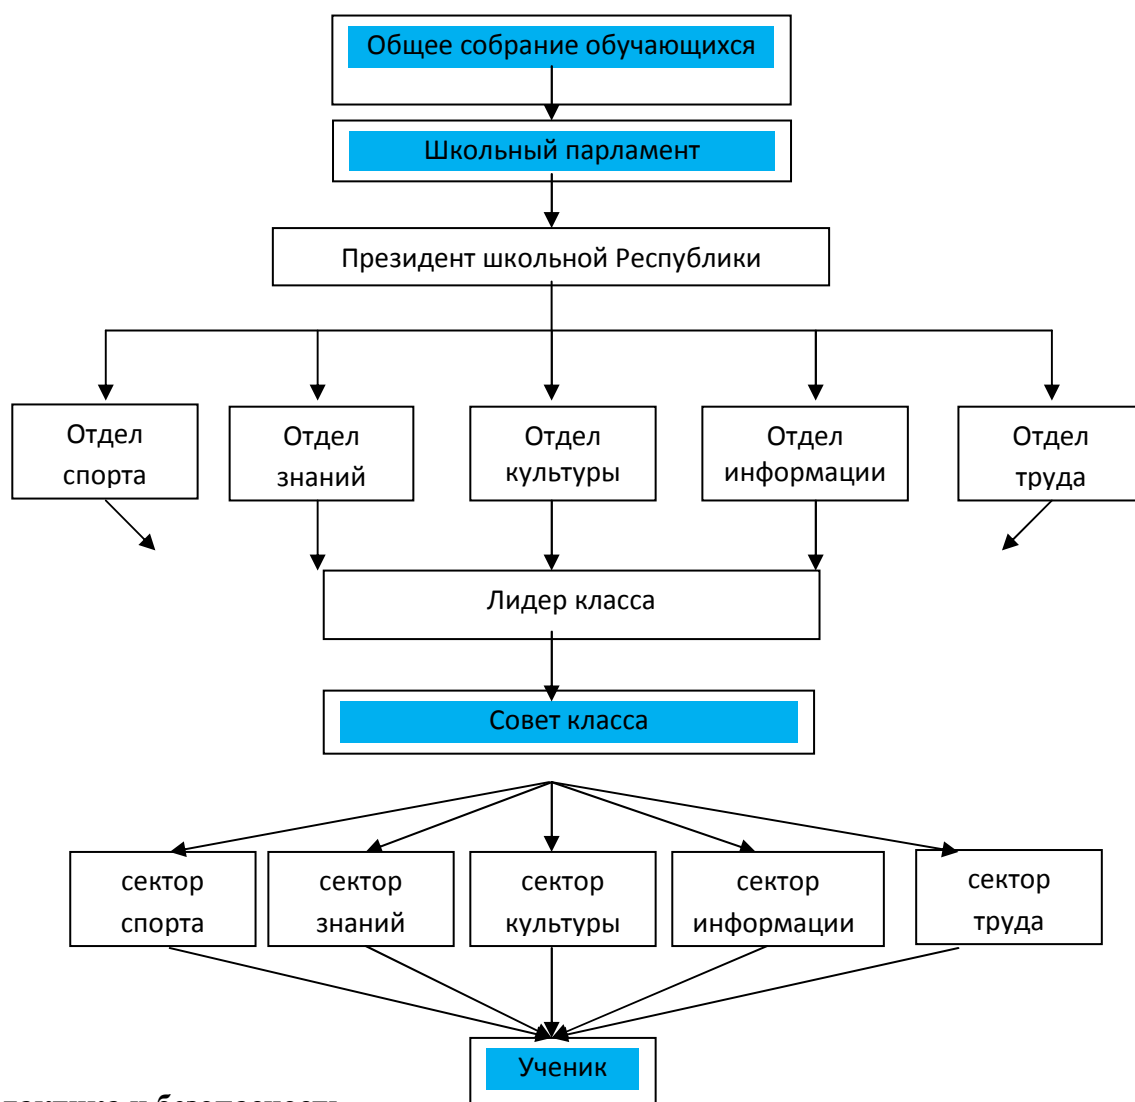 Общее собрание обучающихся
Школьный парламент
Президент школьной Республики
Отдел
спорта
Отдел
знаний
Отдел
культуры
Отдел
информации
Отдел
труда
Лидер класса
Совет класса
сектор
спорта
сектор
знаний
сектор
культуры
сектор
информации
сектор
труда
Ученик
и безопасность